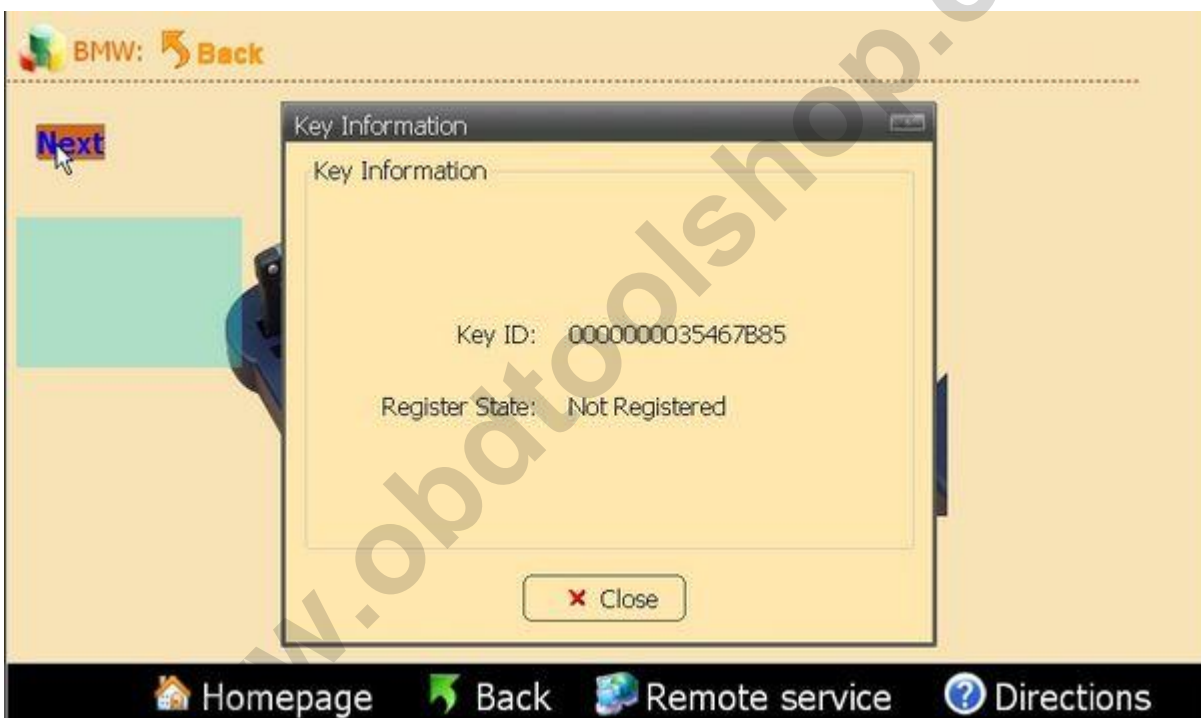 BMW: Back
Next
Key Information
Key Information
Key ID: 0000000035467B85
Register State: Not Registered
Close
Homepage Back Remote service Directions
w.obdtoolshop.c